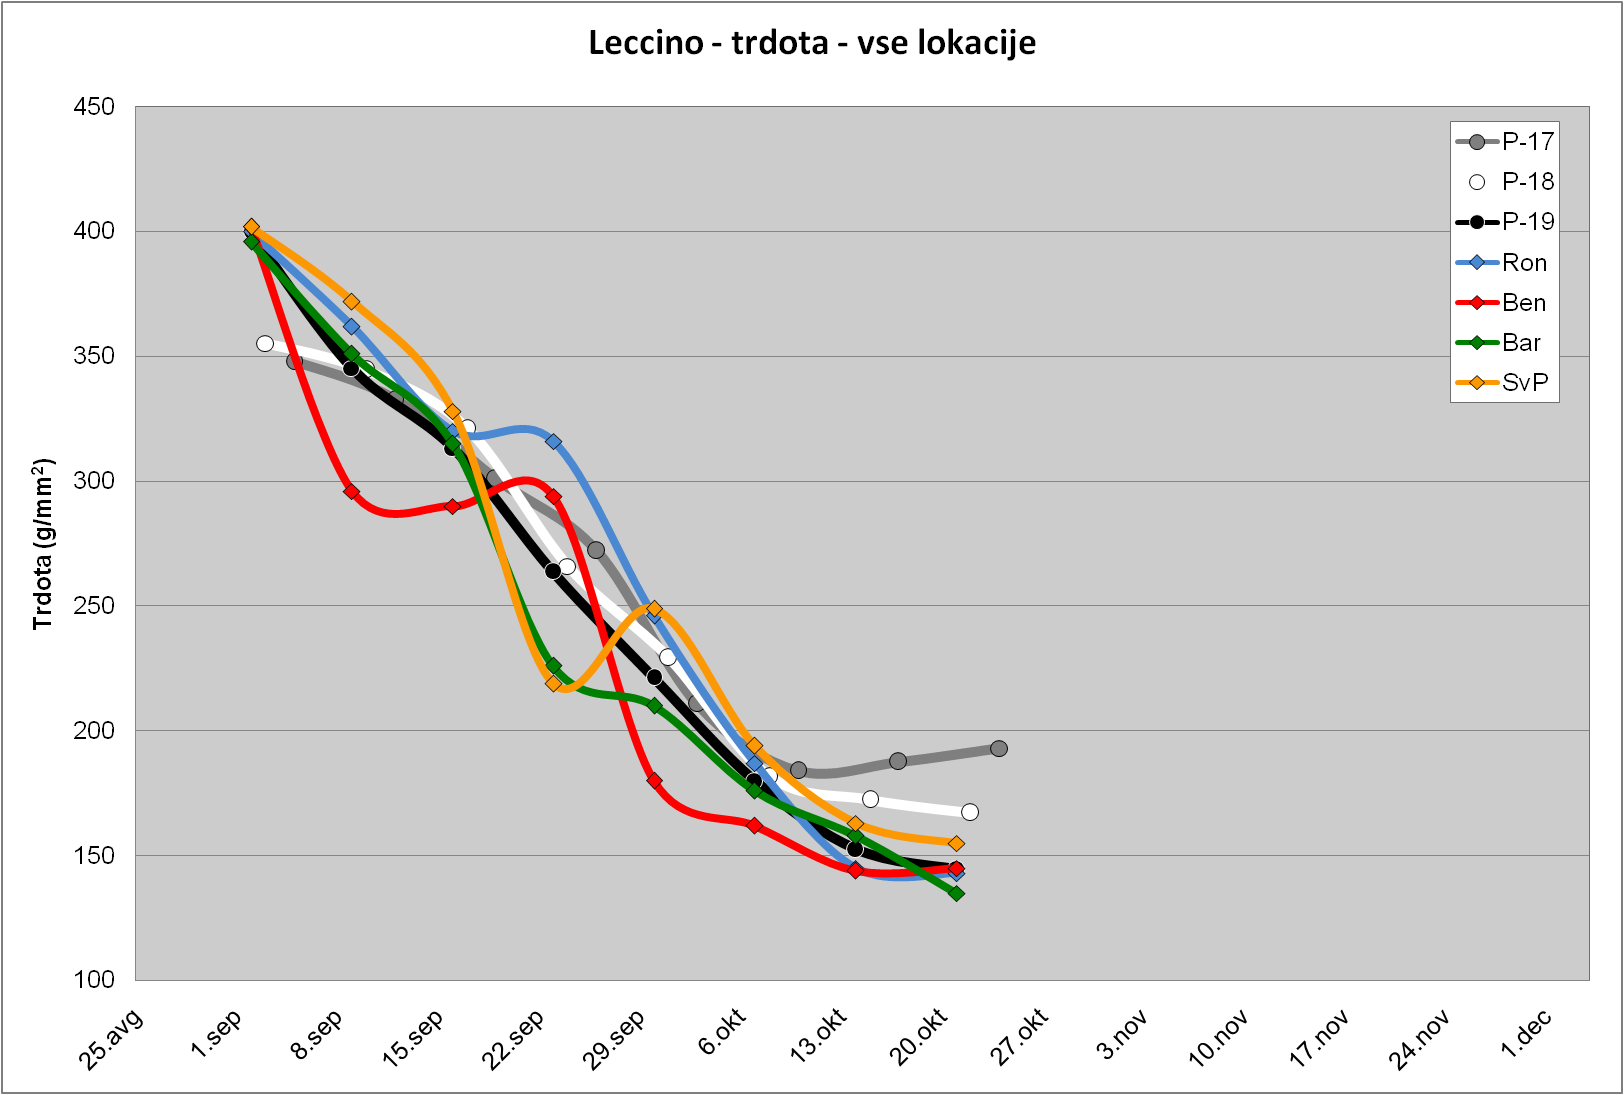 Leccino - trdota - vse lokacije
Trdota (g/mm²)
450
400
350
300
250
200
150
100
25.avg
1.sep
8.sep
15.sep
22.sep
29.sep
6.okt
13.okt
20.okt
27.okt
3.nov
10.nov
17.nov
24.nov
1.dec
P-17
P-18
P-19
Ron
Ben
Bar
SvP